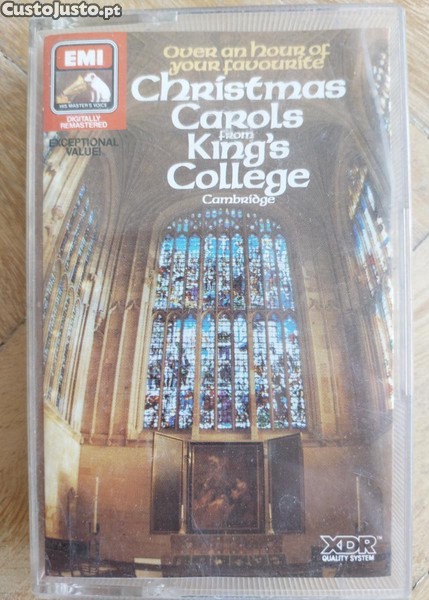 CustoJusto.pt
EMI
HIS MASTER'S VOICE
DIGITALLY
REMASTERED
EXCEPTIONAL
VALUE!
Over an hour of
your favourite
Christmas
Carols
from
King's
College
Cambridge
XDR™
QUALITY SYSTEM